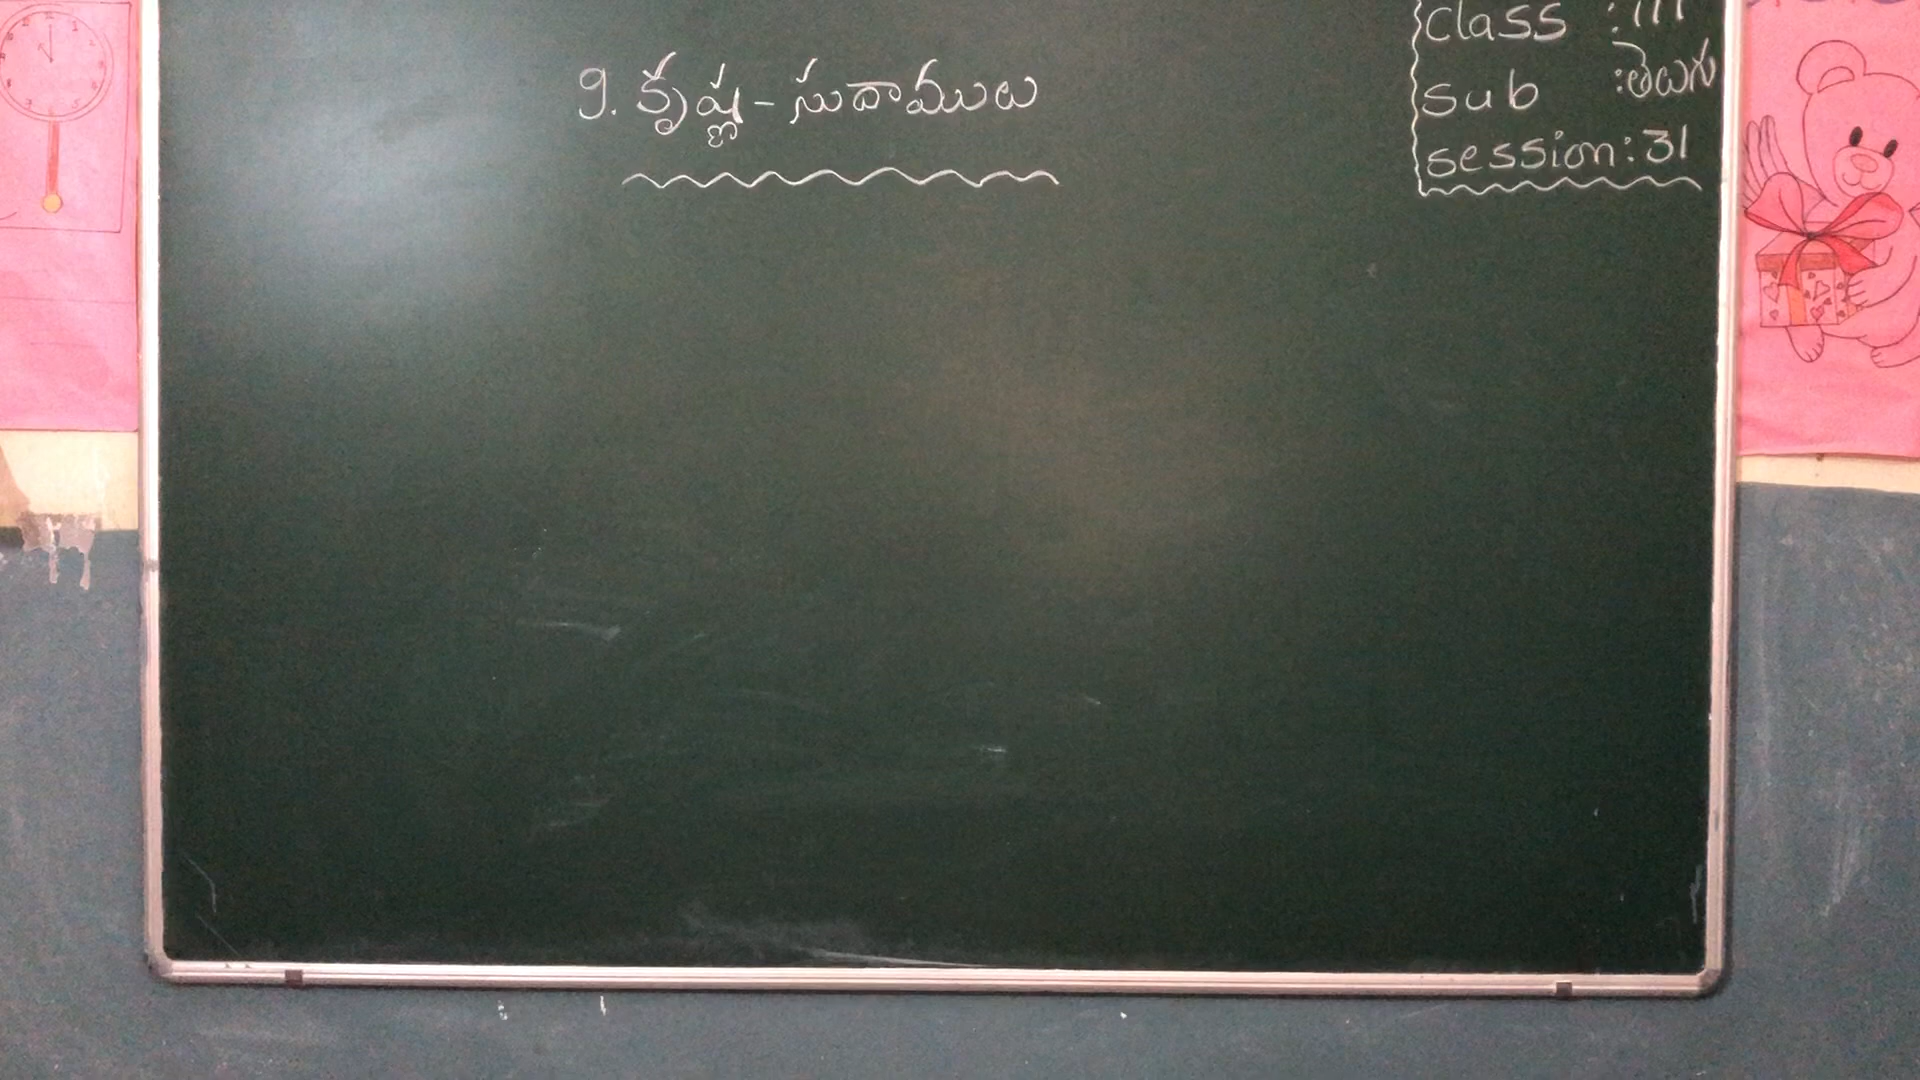 9. కృష్ణ - సుదాములు
class : III
sub : తెలుగు
session : 31